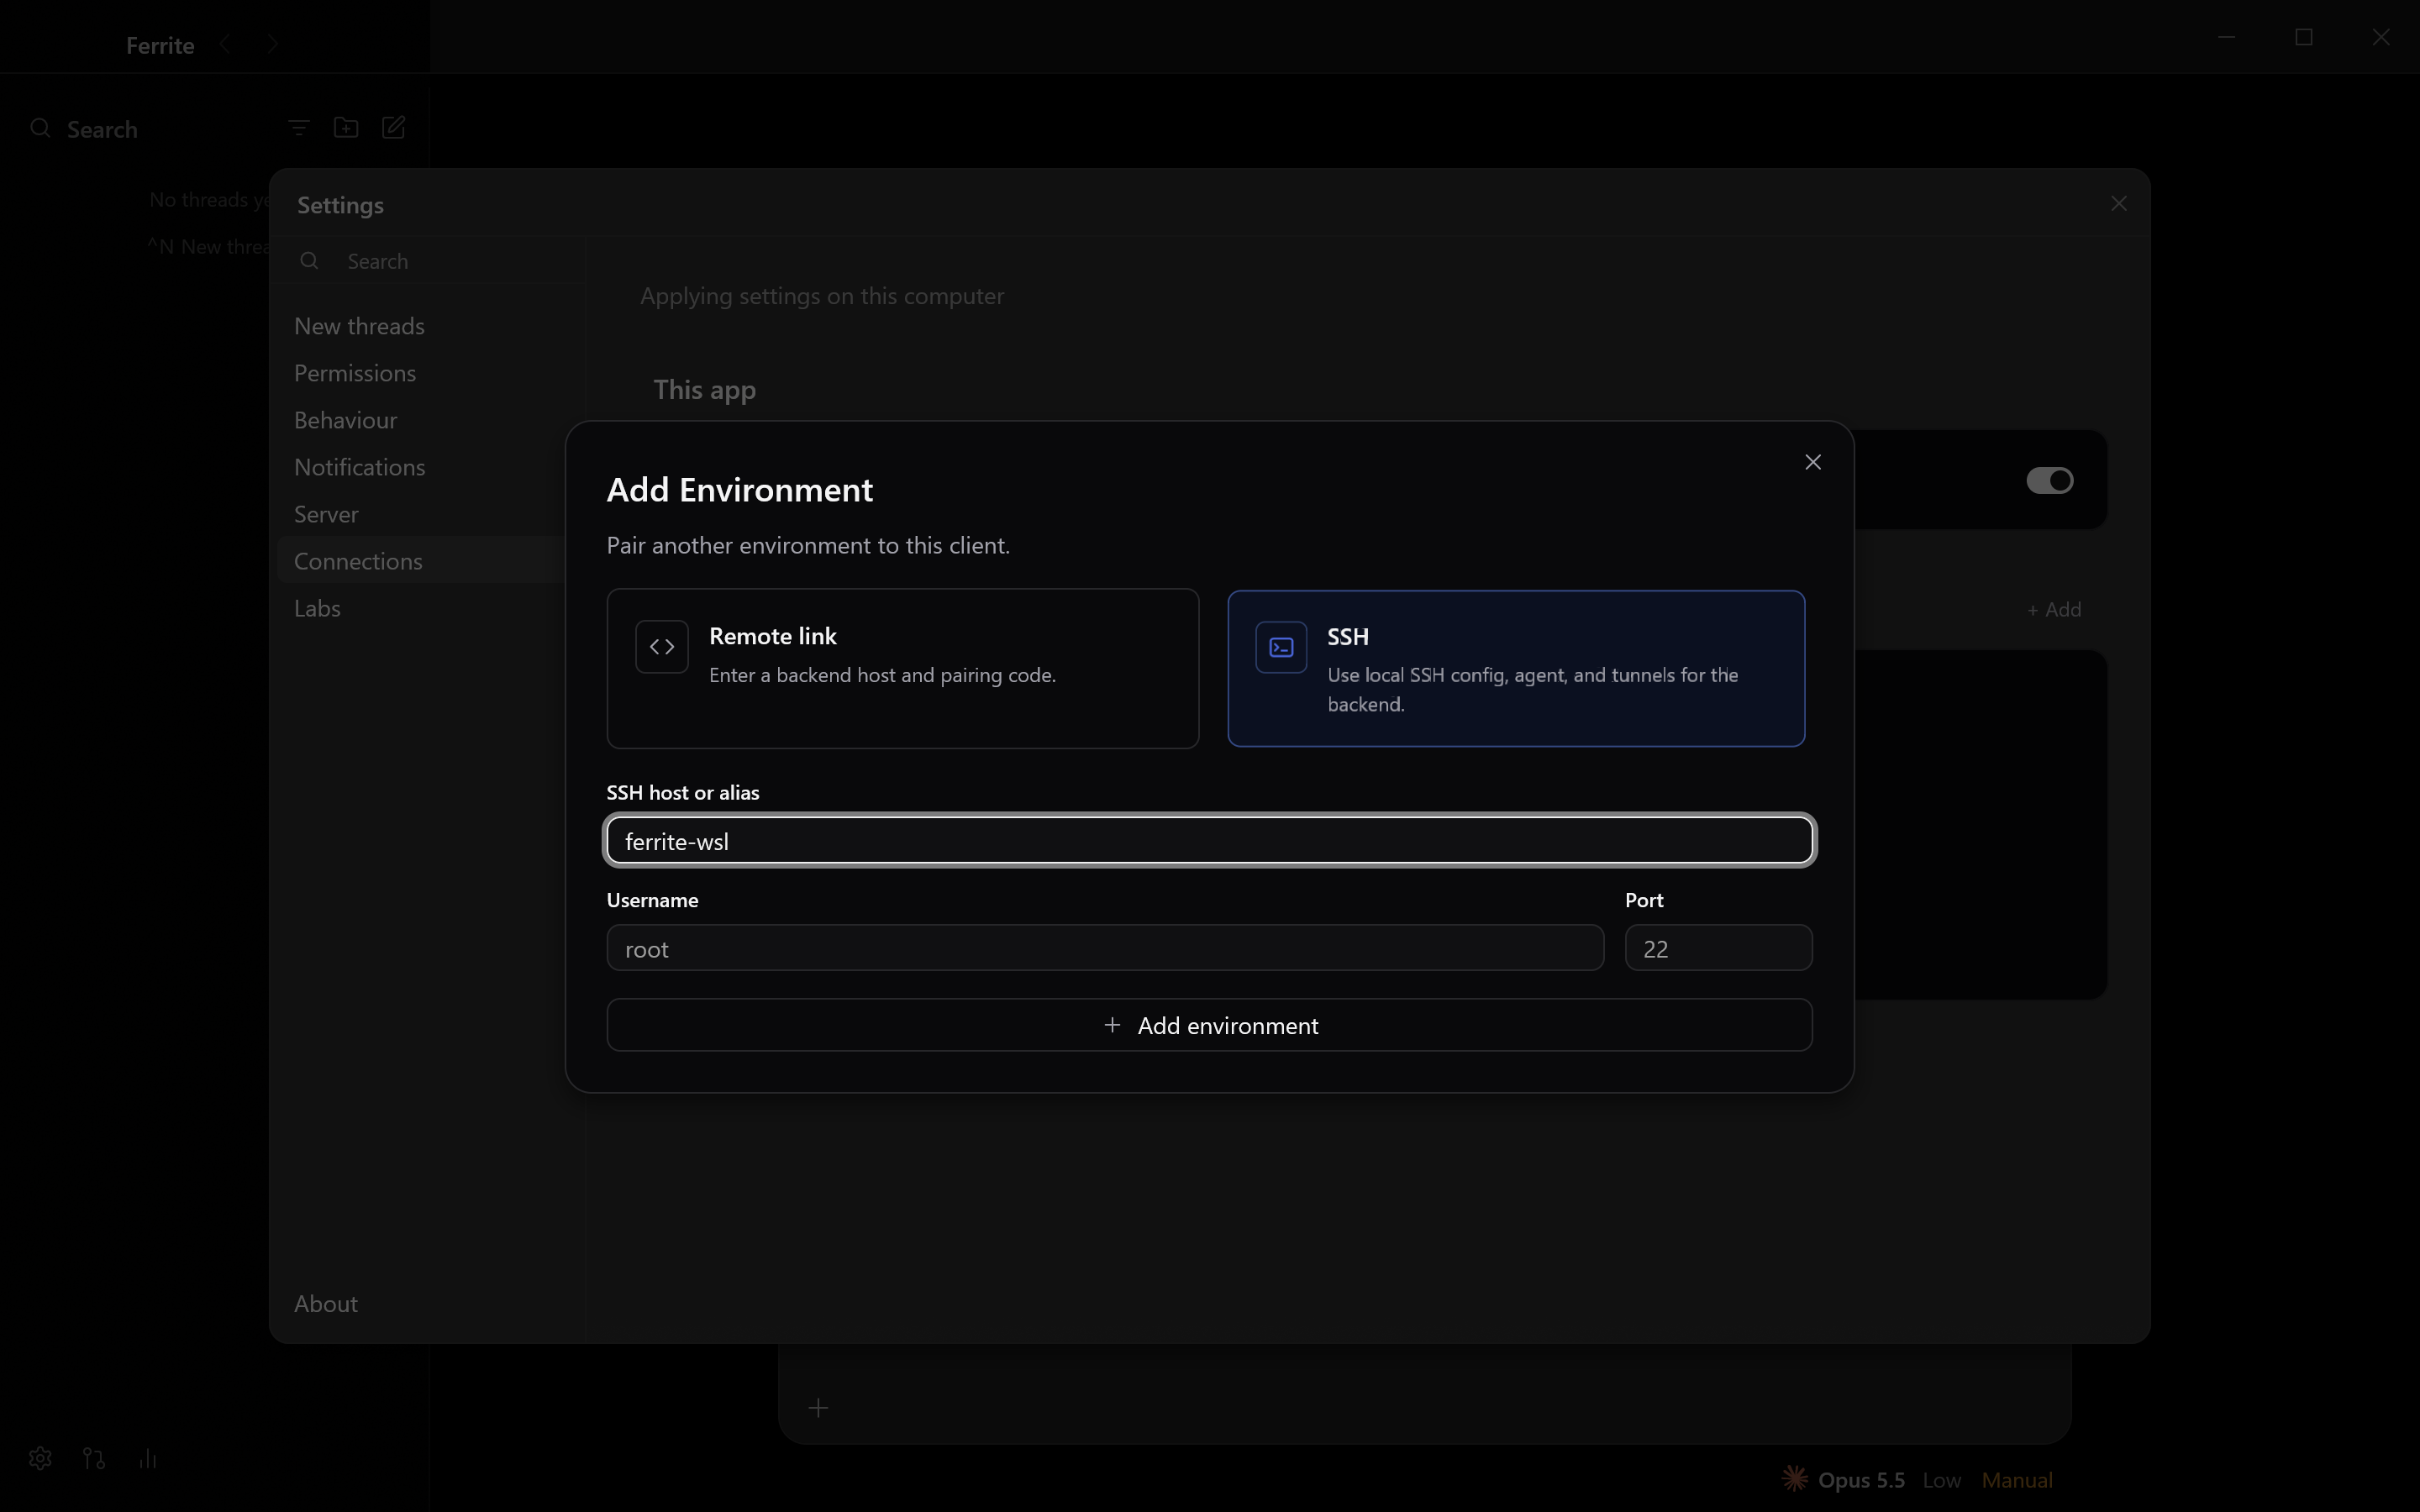 Ferrite
Search
No threads ye
^N New threa
Settings
Search
New threads
Permissions
Behaviour
Notifications
Server
Connections
Labs
About
Applying settings on this computer
This app
+ Add
Add Environment
Pair another environment to this client.
Remote link
Enter a backend host and pairing code.
SSH
Use local SSH config, agent, and tunnels for the
backend.
SSH host or alias
ferrite-wsl
Username
Port
root
22
Add environment
Opus 5.5 Low Manual